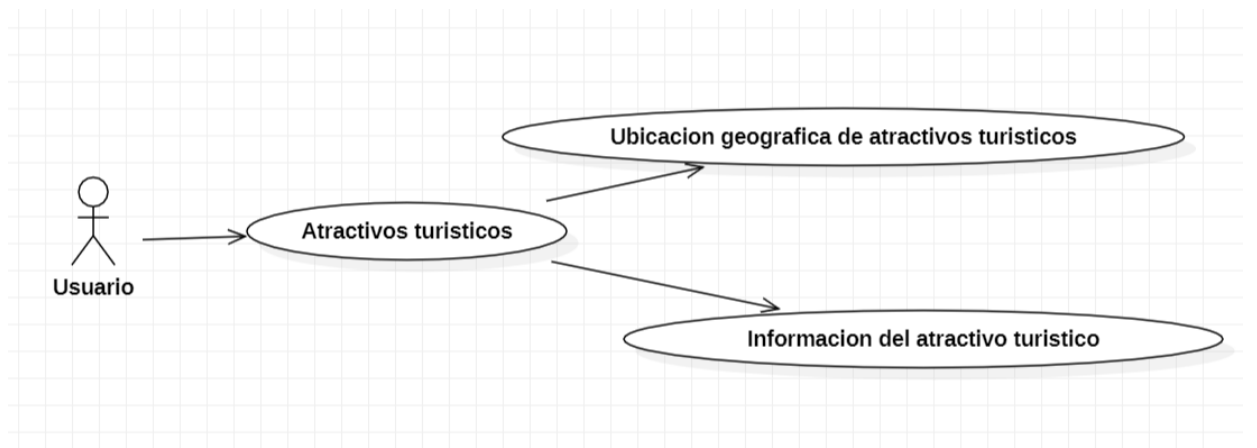 Ubicacion geografica de atractivos turisticos
Atractivos turisticos
Usuario
Informacion del atractivo turistico